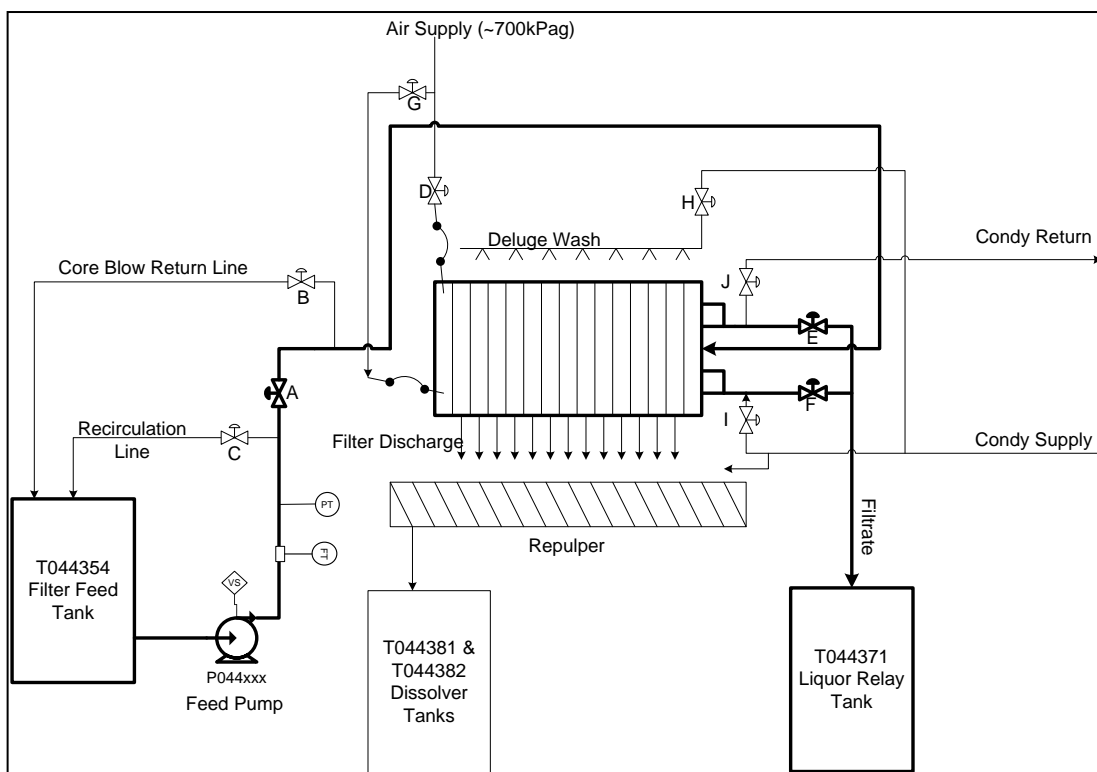 Air Supply (~700kPag)
G
D
H
Deluge Wash
Condy Return
Core Blow Return Line
B
J
E
A
Recirculation
Line
C
Filter Discharge
F
I
Condy Supply
PT
FT
Repulper
Filtrate
T044354
Filter Feed
Tank
VS
P044xxx
Feed Pump
T044381 &
T044382
Dissolver
Tanks
T044371
Liquor Relay
Tank